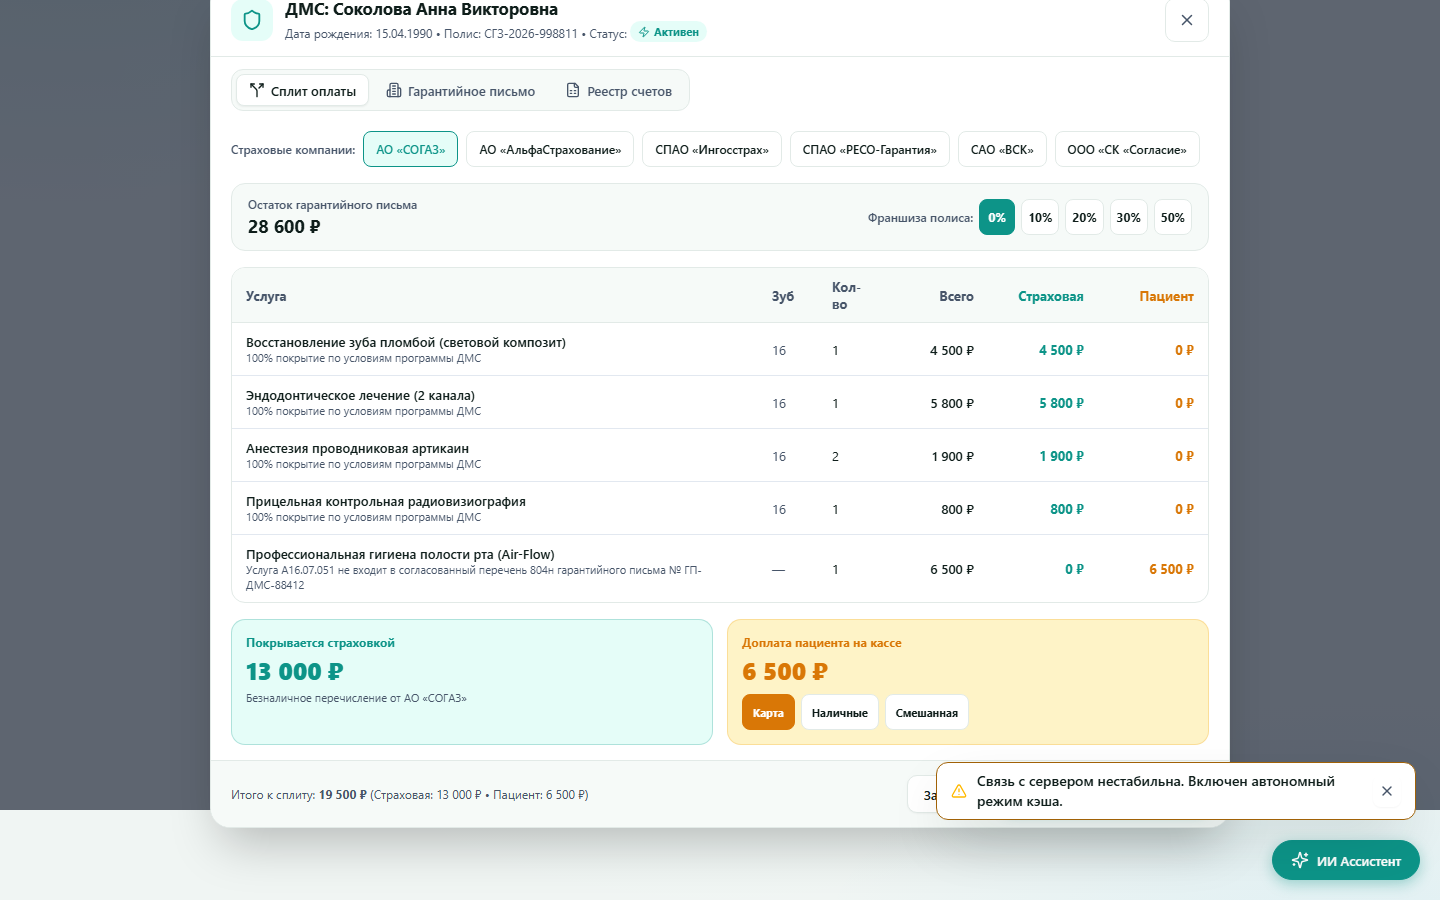 ДМС: Соколова Анна Викторовна
Дата рождения: 15.04.1990 • Полис: СГЗ-2026-998811 • Статус: Активен
Сплит оплаты
Гарантийное письмо
Реестр счетов
Страховые компании:
АО «СОГАЗ»
АО «АльфаСтрахование»
СПАО «Ингосстрах»
СПАО «РЕСО-Гарантия»
САО «ВСК»
ООО «СК «Согласие»
Остаток гарантийного письма
28 600 ₽
Франшиза полиса: 0% 10% 20% 30% 50%
Услуга Зуб Кол-во Всего Страховая Пациент
Восстановление зуба пломбой (световой композит)
100% покрытие по условиям программы ДМС
16 1 4 500 ₽ 4 500 ₽ 0 ₽
Эндодонтическое лечение (2 канала)
100% покрытие по условиям программы ДМС
16 1 5 800 ₽ 5 800 ₽ 0 ₽
Анестезия проводниковая артикаин
100% покрытие по условиям программы ДМС
16 2 1 900 ₽ 1 900 ₽ 0 ₽
Прицельная контрольная радиовизиография
100% покрытие по условиям программы ДМС
16 1 800 ₽ 800 ₽ 0 ₽
Профессиональная гигиена полости рта (Air-Flow)
Услуга A16.07.051 не входит в согласованный перечень 804н гарантийного письма № ГП-
ДМС-88412
— 1 6 500 ₽ 0 ₽ 6 500 ₽
Покрывается страховкой
13 000 ₽
Безналичное перечисление от АО «СОГАЗ»
Доплата пациента на кассе
6 500 ₽
Карта
Наличные
Смешанная
Итого к сплиту: 19 500 ₽ (Страховая: 13 000 ₽ • Пациент: 6 500 ₽)
Связь с сервером нестабильна. Включен автономный
режим кэша.
ИИ Ассистент